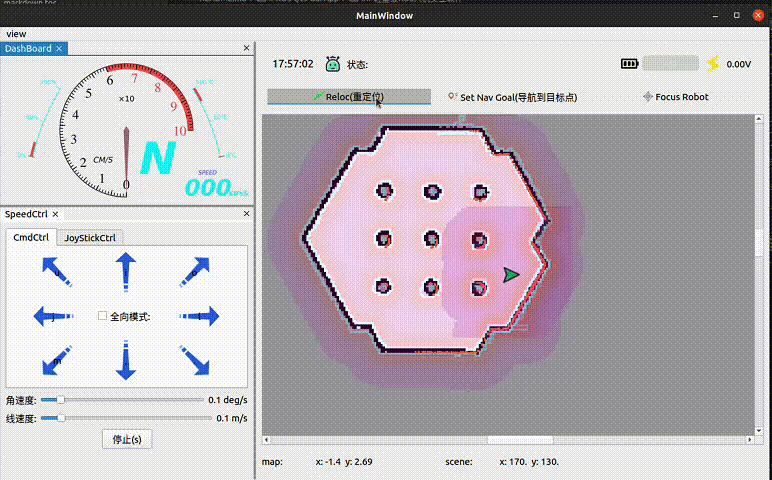 MainWindow
view
DashBoard
17:57:02 状态: 0.00V
Reloc(重定位) Set Nav Goal(导航到目标点) Focus Robot
0 1 2 3 4 5 6 7 8 9 10
×10
CM/S
N
SPEED
000
SpeedCtrl
CmdCtrl JoyStickCtrl
u o
j 全向模式: l
m
角速度: 0.1 deg/s
线速度: 0.1 m/s
停止(s)
map: x: -1.4 y: 2.69 scene: x: 170. y: 130.